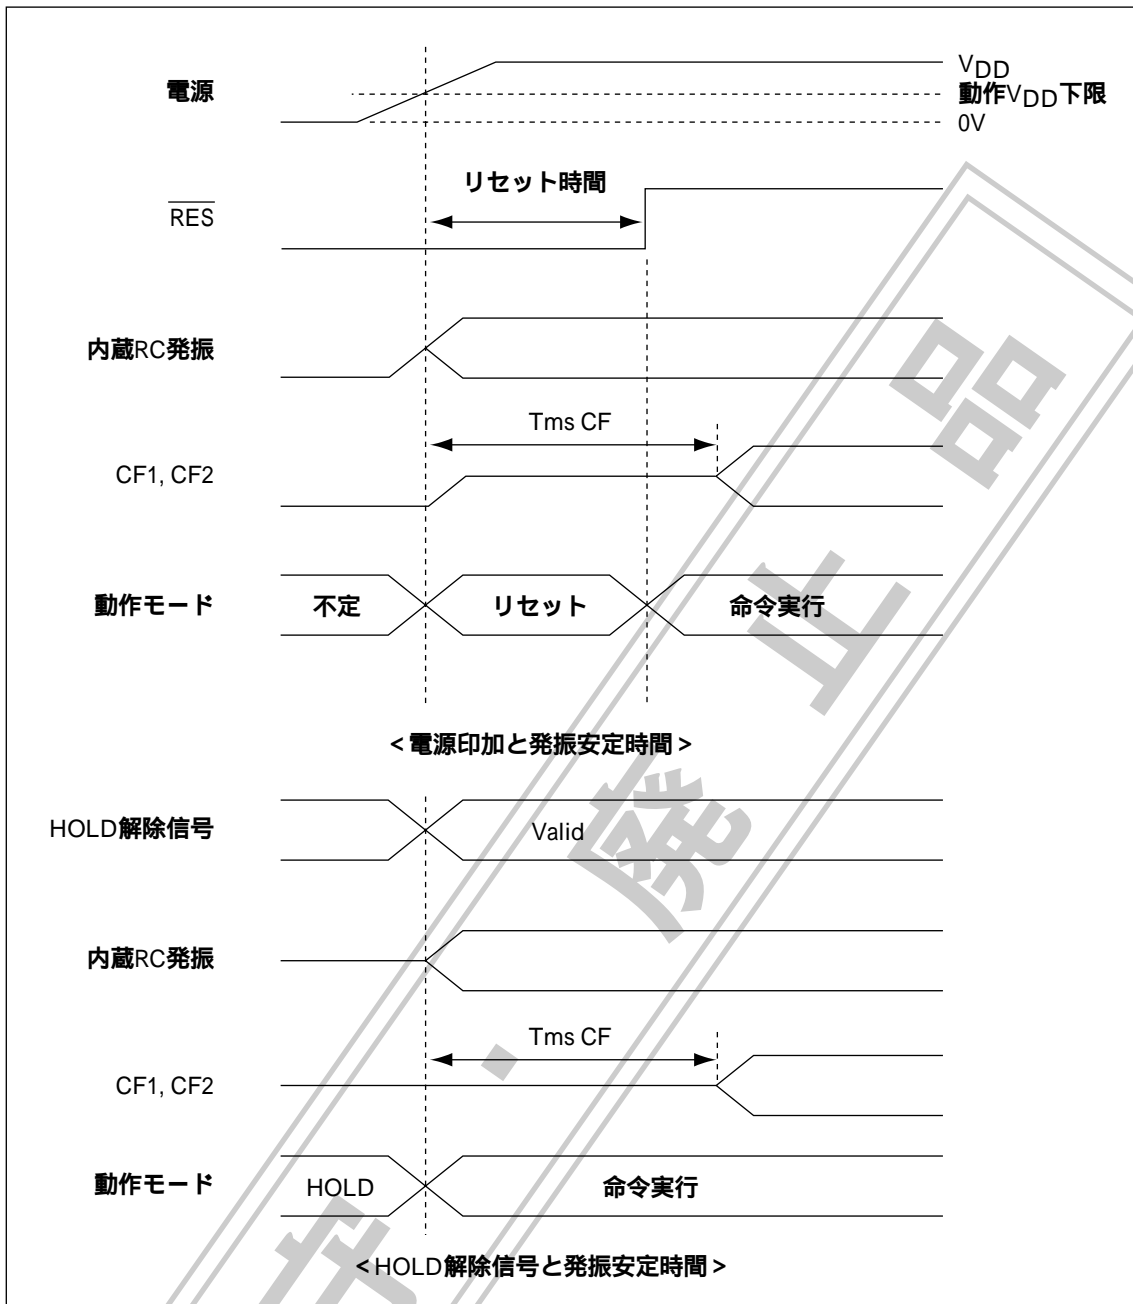 電源
VDD
動作VDD下限
0V
リセット時間
RES
内蔵RC発振
Tms CF
CF1, CF2
動作モード 不定 リセット 命令実行
<電源印加と発振安定時間>
HOLD解除信号 Valid
内蔵RC発振
Tms CF
CF1, CF2
動作モード HOLD 命令実行
<HOLD解除信号と発振安定時間>
・廃止品